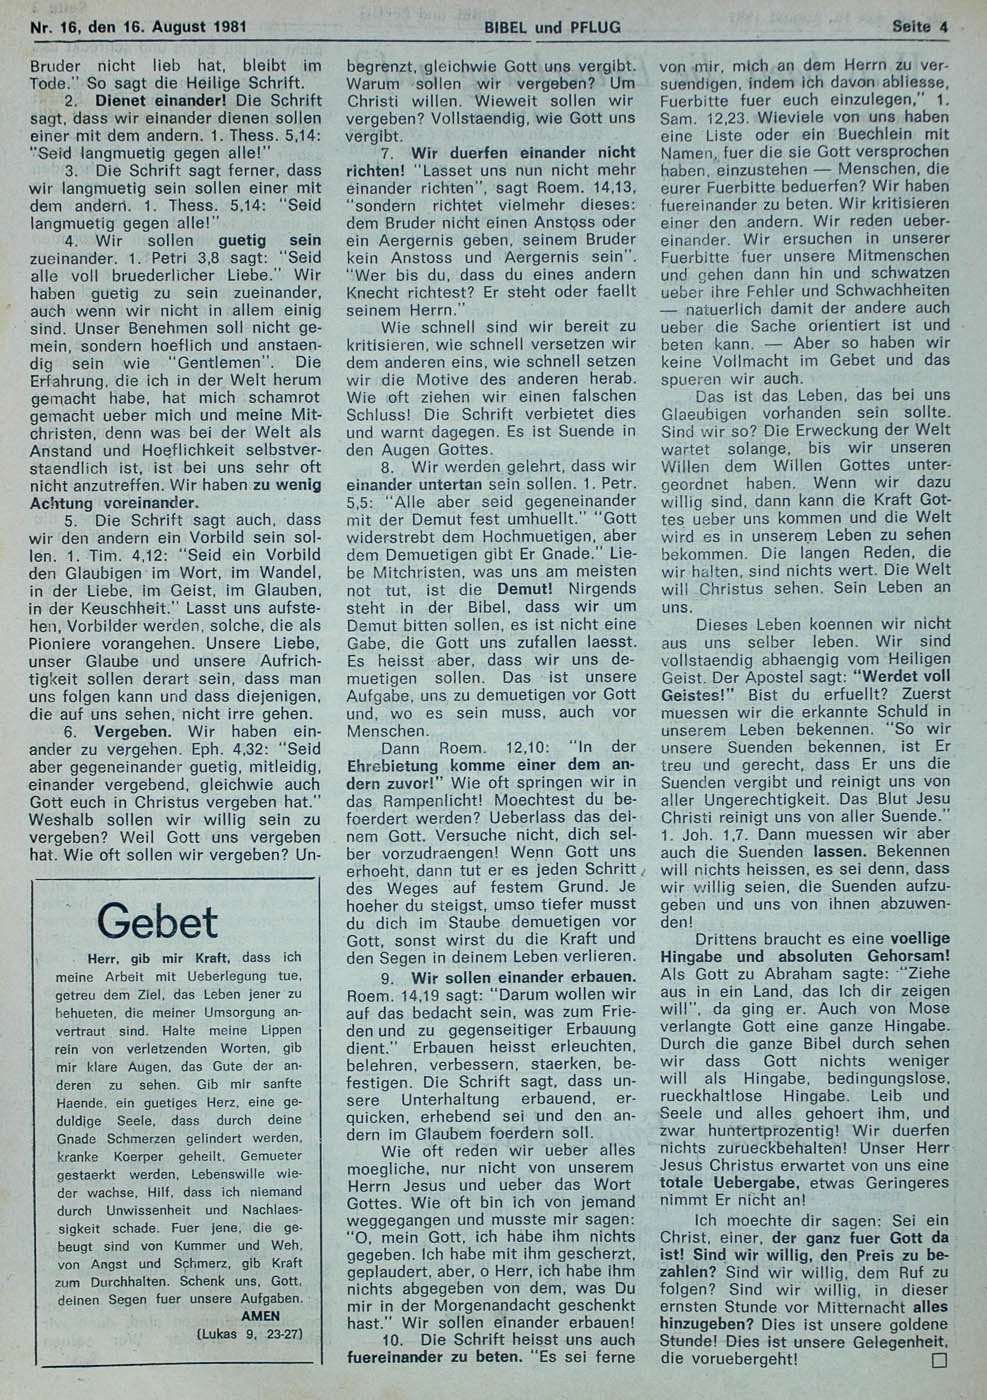 Nr. 16, den 16. August 1981
BIBEL und PFLUG
Seite 4
Bruder nicht lieb hat, bleibt im
Tode." So sagt die Heilige Schrift.
2. Dienet einander! Die Schrift
sagt, dass wir einander dienen sollen
einer mit dem andern. 1. Thess. 5,14:
"Seid langmuetig gegen alle!"
3. Die Schrift sagt ferner, dass
wir langmuetig sein sollen einer mit
dem andern. 1. Thess. 5,14: "Seid
langmuetig gegen alle!"
4. Wir sollen guetig sein
zueinander. 1. Petri 3,8 sagt: "Seid
alle voll bruederlicher Liebe." Wir
haben guetig zu sein zueinander,
auch wenn wir nicht in allem einig
sind. Unser Benehmen soll nicht ge-
mein, sondern hoeflich und anstaen-
dig sein wie "Gentlemen". Die
Erfahrung, die ich in der Welt herum
gemacht habe, hat mich schamrot
gemacht ueber mich und meine Mit-
christen, denn was bei der Welt als
Anstand und Hoeflichkeit selbstver-
staendlich ist, ist bei uns sehr oft
nicht anzutreffen. Wir haben zu wenig
Achtung voreinander.
5. Die Schrift sagt auch, dass
wir den andern ein Vorbild sein sol-
len. 1. Tim. 4,12: "Seid ein Vorbild
den Glaubigen im Wort, im Wandel,
in der Liebe, im Geist, im Glauben,
in der Keuschheit." Lasst uns aufste-
hen, Vorbilder werden, solche, die als
Pioniere vorangehen. Unsere Liebe,
unser Glaube und unsere Aufrich-
tigkeit sollen derart sein, dass man
uns folgen kann und dass diejenigen,
die auf uns sehen, nicht irre gehen.
6. Vergeben. Wir haben ein-
ander zu vergehen. Eph. 4,32: "Seid
aber gegeneinander guetig, mitleidig,
einander vergebend, gleichwie auch
Gott euch in Christus vergeben hat."
Weshalb sollen wir willig sein zu
vergeben? Weil Gott uns vergeben
hat. Wie oft sollen wir vergeben? Un-
Gebet
Herr, gib mir Kraft, dass ich
meine Arbeit mit Ueberlegung tue,
getreu dem Ziel, das Leben jener zu
behueten, die meiner Umsorgung an-
vertraut sind. Halte meine Lippen
rein von verletzenden Worten, gib
mir klare Augen, das Gute der an-
deren zu sehen. Gib mir sanfte
Haende, ein guetiges Herz, eine ge-
duldige Seele, dass durch deine
Gnade Schmerzen gelindert werden,
kranke Koerper geheilt, Gemueter
gestaerkt werden, Lebenswille wie-
der wachse, Hilf, dass ich niemand
durch Unwissenheit und Nachlaes-
sigkeit schade. Fuer jene, die ge-
beugt sind von Kummer und Weh,
von Angst und Schmerz, gib Kraft
zum Durchhalten. Schenk uns, Gott,
deinen Segen fuer unsere Aufgaben.
AMEN
(Lukas 9, 23-27)
begrenzt, gleichwie Gott uns vergibt.
Warum sollen wir vergeben? Um
Christi willen. Wieweit sollen wir
vergeben? Vollstaendig, wie Gott uns
vergibt.
7. Wir duerfen einander nicht
richten! "Lasset uns nun nicht mehr
einander richten", sagt Roem. 14,13,
"sondern richtet vielmehr dieses:
dem Bruder nicht einen Anstoss oder
ein Aergernis geben, seinem Bruder
kein Anstoss und Aergernis sein".
"Wer bis du, dass du eines andern
Knecht richtest? Er steht oder faellt
seinem Herrn."
Wie schnell sind wir bereit zu
kritisieren, wie schnell versetzen wir
dem anderen eins, wie schnell setzen
wir die Motive des anderen herab.
Wie oft ziehen wir einen falschen
Schluss! Die Schrift verbietet dies
und warnt dagegen. Es ist Suende in
den Augen Gottes.
8. Wir werden gelehrt, dass wir
einander untertan sein sollen. 1. Petr.
5,5: "Alle aber seid gegeneinander
mit der Demut fest umhuellt." "Gott
widerstrebt dem Hochmuetigen, aber
dem Demuetigen gibt Er Gnade." Lie-
be Mitchristen, was uns am meisten
not tut, ist die Demut! Nirgends
steht in der Bibel, dass wir um
Demut bitten sollen, es ist nicht eine
Gabe, die Gott uns zufallen laesst.
Es heisst aber, dass wir uns de-
muetigen sollen. Das ist unsere
Aufgabe, uns zu demuetigen vor Gott
und, wo es sein muss, auch vor
Menschen.
Dann Roem. 12,10: "In der
Ehrebietung komme einer dem an-
dern zuvor!" Wie oft springen wir in
das Rampenlicht! Moechtest du be-
foerdert werden? Ueberlass das dei-
nem Gott. Versuche nicht, dich sel-
ber vorzudraengen! Wenn Gott uns
erhoeht, dann tut er es jeden Schritt
des Weges auf festem Grund. Je
hoeher du steigst, umso tiefer musst
du dich im Staube demuetigen vor
Gott, sonst wirst du die Kraft und
den Segen in deinem Leben verlieren.
9. Wir sollen einander erbauen.
Roem. 14,19 sagt: "Darum wollen wir
auf das bedacht sein, was zum Frie-
den und zu gegenseitiger Erbauung
dient." Erbauen heisst erleuchten,
belehren, verbessern, staerken, be-
festigen. Die Schrift sagt, dass un-
sere Unterhaltung erbauend, er-
quicken, erhebend sei und den an-
dern im Glaubem foerdern soll.
Wie oft reden wir ueber alles
moegliche, nur nicht von unserem
Herrn Jesus und ueber das Wort
Gottes. Wie oft bin ich von jemand
weggegangen und musste mir sagen:
"O, mein Gott, ich habe ihm nichts
gegeben. Ich habe mit ihm gescherzt,
geplaudert, aber, o Herr, ich habe ihm
nichts abgegeben von dem, was Du
mir in der Morgenandacht geschenkt
hast." Wir sollen einander erbauen!
10. Die Schrift heisst uns auch
fuereinander zu beten. "Es sei ferne
von mir, mich an dem Herrn zu ver-
suendigen, indem ich davon abliesse,
Fuerbitte fuer euch einzulegen," 1.
Sam. 12,23. Wieviele von uns haben
eine Liste oder ein Buechlein mit
Namen, fuer die sie Gott versprochen
haben, einzustehen — Menschen, die
eurer Fuerbitte beduerfen? Wir haben
fuereinander zu beten. Wir kritisieren
einer den andern. Wir reden ueber-
einander. Wir ersuchen in unserer
Fuerbitte fuer unsere Mitmenschen
und gehen dann hin und schwatzen
ueber ihre Fehler und Schwachheiten
— natuerlich damit der andere auch
ueber die Sache orientiert ist und
beten kann. — Aber so haben wir
keine Vollmacht im Gebet und das
spueren wir auch.
Das ist das Leben, das bei uns
Glaeubigen vorhanden sein sollte.
Sind wir so? Die Erweckung der Welt
wartet solange, bis wir unseren
Willen dem Willen Gottes unter-
geordnet haben. Wenn wir dazu
willig sind, dann kann die Kraft Got-
tes ueber uns kommen und die Welt
wird es in unserem Leben zu sehen
bekommen. Die langen Reden, die
wir halten, sind nichts wert. Die Welt
will Christus sehen. Sein Leben an
uns.
Dieses Leben koennen wir nicht
aus uns selber leben. Wir sind
vollstaendig abhaengig vom Heiligen
Geist. Der Apostel sagt: "Werdet voll
Geistes!" Bist du erfuellt? Zuerst
muessen wir die erkannte Schuld in
unserem Leben bekennen. "So wir
unsere Suenden bekennen, ist Er
treu und gerecht, dass Er uns die
Suenden vergibt und reinigt uns von
aller Ungerechtigkeit. Das Blut Jesu
Christi reinigt uns von aller Suende."
1. Joh. 1,7. Dann muessen wir aber
auch die Suenden lassen. Bekennen
will nichts heissen, es sei denn, dass
wir willig seien, die Suenden aufzu-
geben und uns von ihnen abzuwen-
den!
Drittens braucht es eine voellige
Hingabe und absoluten Gehorsam!
Als Gott zu Abraham sagte: "Ziehe
aus in ein Land, das Ich dir zeigen
will", da ging er. Auch von Mose
verlangte Gott eine ganze Hingabe.
Durch die ganze Bibel durch sehen
wir dass Gott nichts weniger
will als Hingabe, bedingungslose,
rueckhaltlose Hingabe. Leib und
Seele und alles gehoert ihm, und
zwar huntertprozentig! Wir duerfen
nichts zurueckbehalten! Unser Herr
Jesus Christus erwartet von uns eine
totale Uebergabe, etwas Geringeres
nimmt Er nicht an!
Ich moechte dir sagen: Sei ein
Christ, einer, der ganz fuer Gott da
ist! Sind wir willig, den Preis zu be-
zahlen? Sind wir willig, dem Ruf zu
folgen? Sind wir willig, in dieser
ernsten Stunde vor Mitternacht alles
hinzugeben? Dies ist unsere goldene
Stunde! Dies ist unsere Gelegenheit,
die voruebergeht!